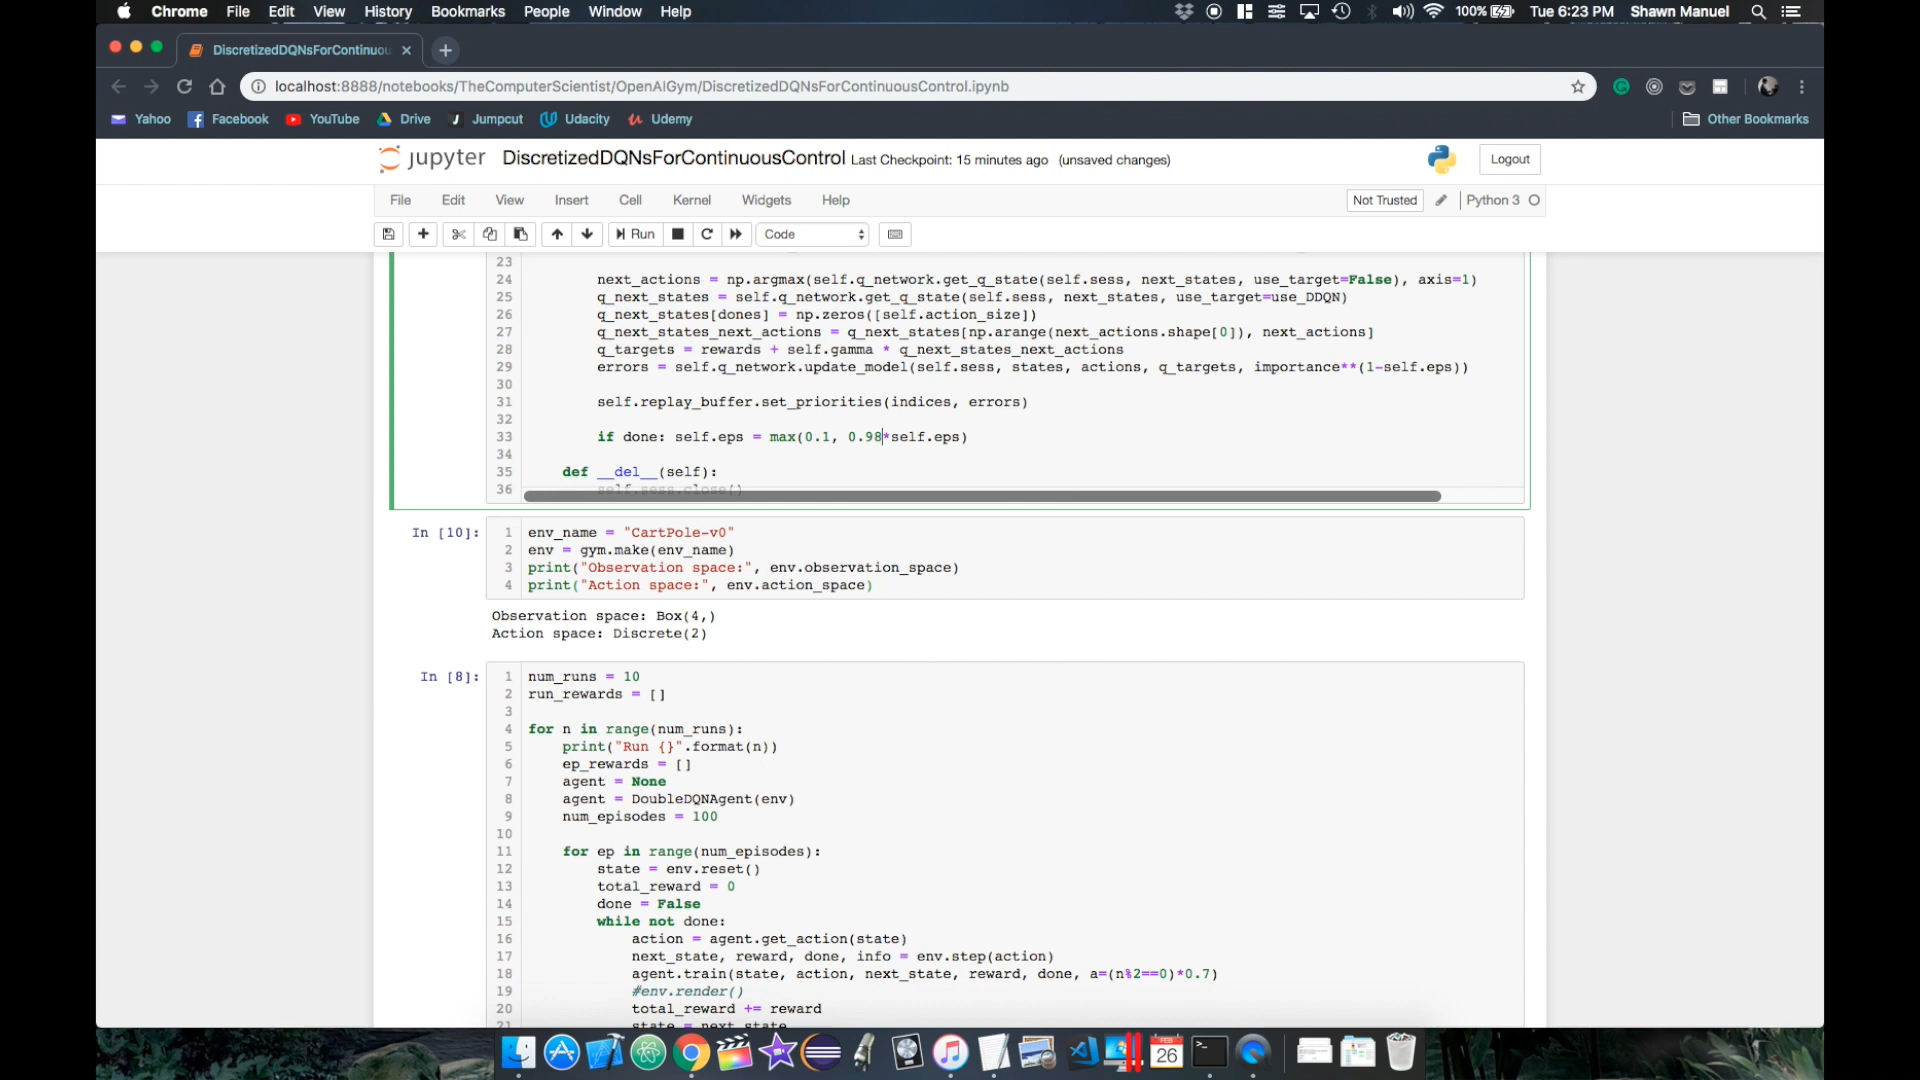 Chrome File Edit View History Bookmarks People Window Help 100% Tue 6:23 PM Shawn Manuel
DiscretizedDQNsForContinuou
localhost:8888/notebooks/TheComputerScientist/OpenAIGym/DiscretizedDQNsForContinuousControl.ipynb
Yahoo Facebook YouTube Drive Jumpcut Udacity Udemy Other Bookmarks
jupyter DiscretizedDQNsForContinuousControl Last Checkpoint: 15 minutes ago (unsaved changes) Logout
File Edit View Insert Cell Kernel Widgets Help Not Trusted Python 3
Run Code
23
24 next_actions = np.argmax(self.q_network.get_q_state(self.sess, next_states, use_target=False), axis=1)
25 q_next_states = self.q_network.get_q_state(self.sess, next_states, use_target=use_DDQN)
26 q_next_states[dones] = np.zeros([self.action_size])
27 q_next_states_next_actions = q_next_states[np.arange(next_actions.shape[0]), next_actions]
28 q_targets = rewards + self.gamma * q_next_states_next_actions
29 errors = self.q_network.update_model(self.sess, states, actions, q_targets, importance**(1-self.eps))
30
31 self.replay_buffer.set_priorities(indices, errors)
32
33 if done: self.eps = max(0.1, 0.98*self.eps)
34
35 def __del__(self):
36 self.sess.close()
In [10]: 1 env_name = "CartPole-v0"
2 env = gym.make(env_name)
3 print("Observation space:", env.observation_space)
4 print("Action space:", env.action_space)
Observation space: Box(4,)
Action space: Discrete(2)
In [8]: 1 num_runs = 10
2 run_rewards = []
3
4 for n in range(num_runs):
5 print("Run {}".format(n))
6 ep_rewards = []
7 agent = None
8 agent = DoubleDQNAgent(env)
9 num_episodes = 100
10
11 for ep in range(num_episodes):
12 state = env.reset()
13 total_reward = 0
14 done = False
15 while not done:
16 action = agent.get_action(state)
17 next_state, reward, done, info = env.step(action)
18 agent.train(state, action, next_state, reward, done, a=(n%2==0)*0.7)
19 #env.render()
20 total_reward += reward
21 state = next_state
FEB
26